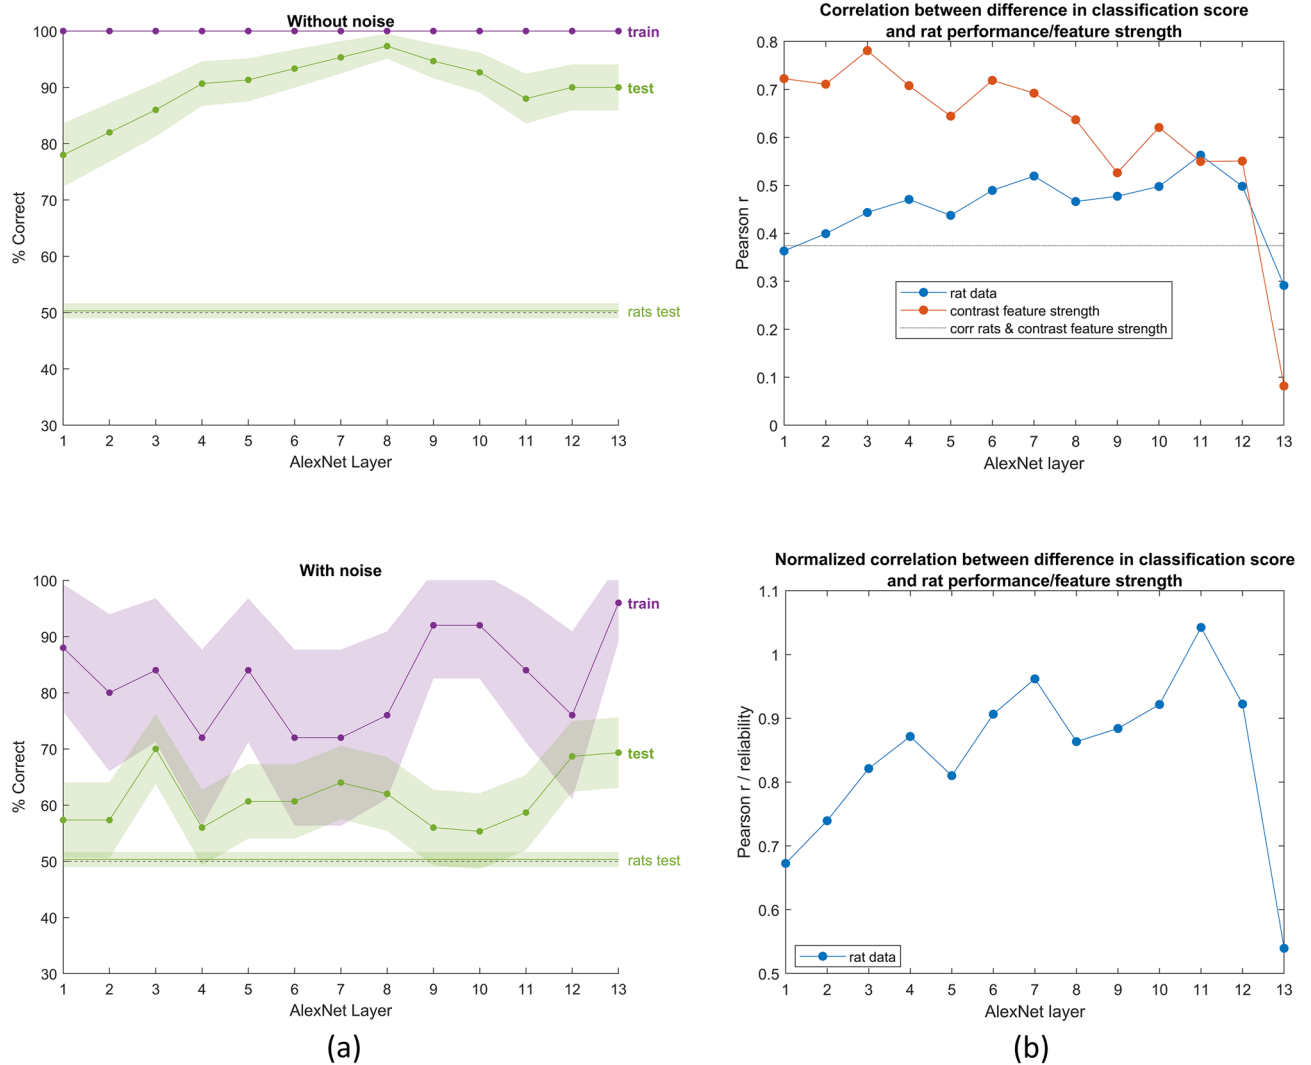 Without noise
100
90
80
70
60
50
40
30
% Correct
train
test
rats test
1 2 3 4 5 6 7 8 9 10 11 12 13
AlexNet Layer
Correlation between difference in classification score
and rat performance/feature strength
0.8
0.7
0.6
0.5
0.4
0.3
0.2
0.1
0
Pearson r
rat data
contrast feature strength
corr rats & contrast feature strength
1 2 3 4 5 6 7 8 9 10 11 12 13
AlexNet layer
With noise
100
90
80
70
60
50
40
30
% Correct
train
test
rats test
1 2 3 4 5 6 7 8 9 10 11 12 13
AlexNet Layer
(a)
Normalized correlation between difference in classification score
and rat performance/feature strength
1.1
1
0.9
0.8
0.7
0.6
0.5
Pearson r / reliability
rat data
1 2 3 4 5 6 7 8 9 10 11 12 13
AlexNet layer
(b)